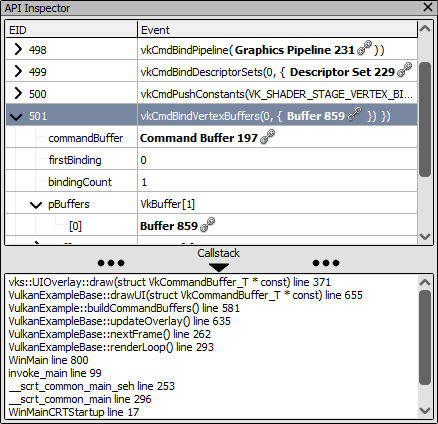 API Inspector
EID Event
498 vkCmdBindPipeline( Graphics Pipeline 231 ) )
499 vkCmdBindDescriptorSets(0, { Descriptor Set 229
500 vkCmdPushConstants(VK_SHADER_STAGE_VERTEX_BI...
501 vkCmdBindVertexBuffers(0, { Buffer 859 }) })
commandBuffer Command Buffer 197
firstBinding 0
bindingCount 1
pBuffers VkBuffer[1]
[0] Buffer 859
Callstack
vks::UIOverlay::draw(struct VkCommandBuffer_T * const) line 371
VulkanExampleBase::drawUI(struct VkCommandBuffer_T * const) line 655
VulkanExample::buildCommandBuffers() line 581
VulkanExampleBase::updateOverlay() line 635
VulkanExampleBase::nextFrame() line 262
VulkanExampleBase::renderLoop() line 293
WinMain line 800
invoke_main line 99
__scrt_common_main_seh line 253
__scrt_common_main line 296
WinMainCRTStartup line 17